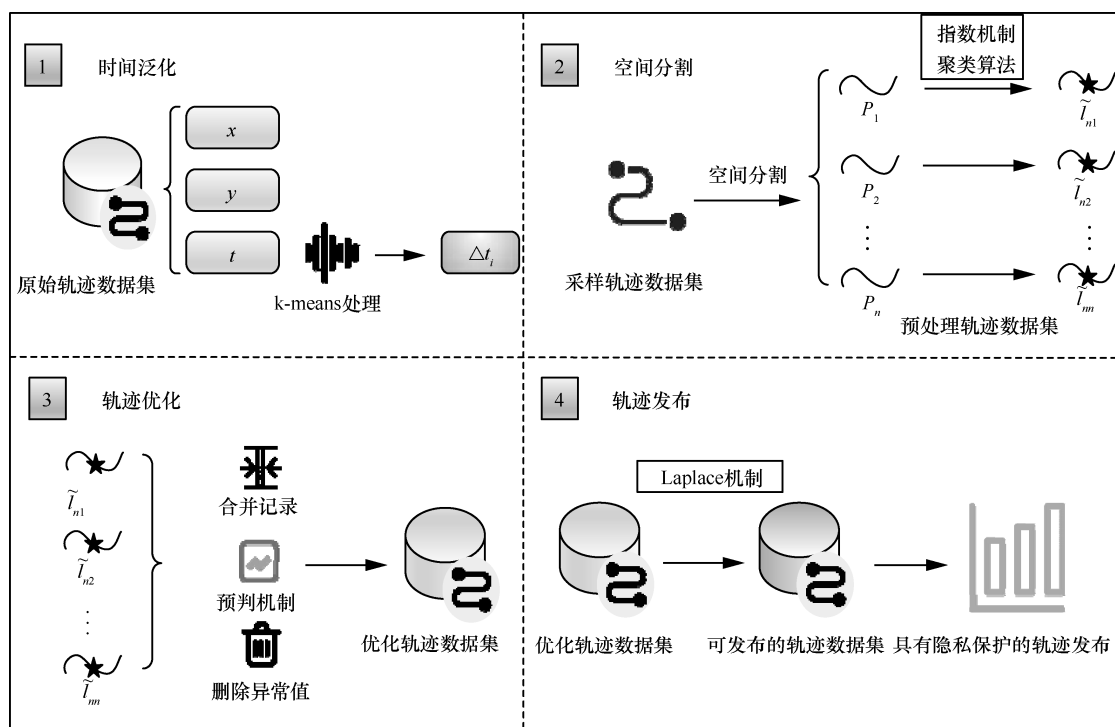 1
时间泛化
x
y
t
原始轨迹数据集
k-means处理
△t_i
2
空间分割
指数机制
聚类算法
空间分割
采样轨迹数据集
P_1
P_2
⋮
P_n
l̃_{n1}
l̃_{n2}
⋮
l̃_{nn}
预处理轨迹数据集
3
轨迹优化
l̃_{n1}
l̃_{n2}
⋮
l̃_{nn}
合并记录
预判机制
删除异常值
优化轨迹数据集
4
轨迹发布
Laplace机制
优化轨迹数据集
可发布的轨迹数据集
具有隐私保护的轨迹发布